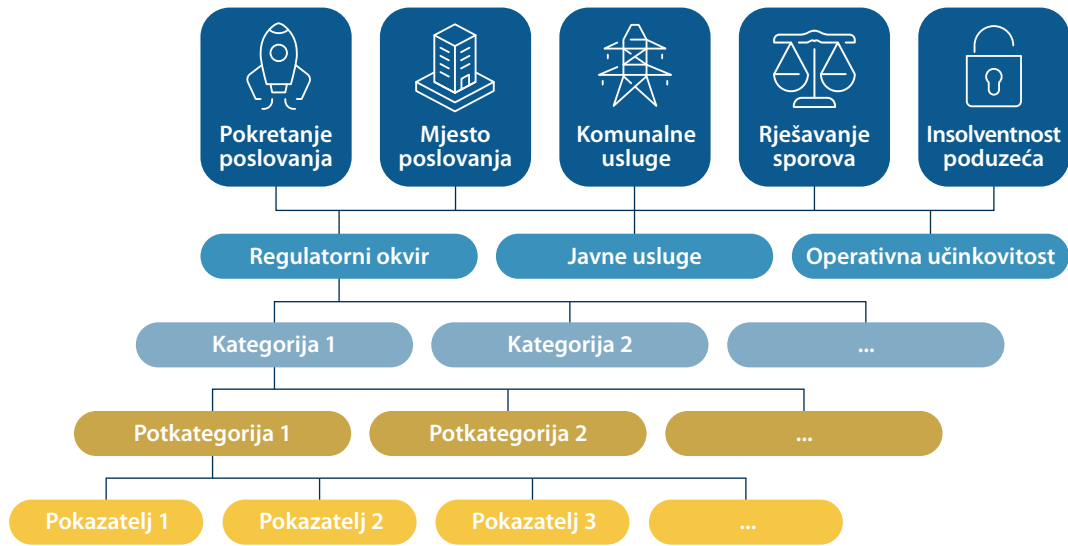 Pokretanje
poslovanja
Mjesto
poslovanja
Komunalne
usluge
Rješavanje
sporova
Insolventnost
poduzeća
Regulatorni okvir
Javne usluge
Operativna učinkovitost
Kategorija 1
Kategorija 2
...
Potkategorija 1
Potkategorija 2
...
Pokazatelj 1
Pokazatelj 2
Pokazatelj 3
...